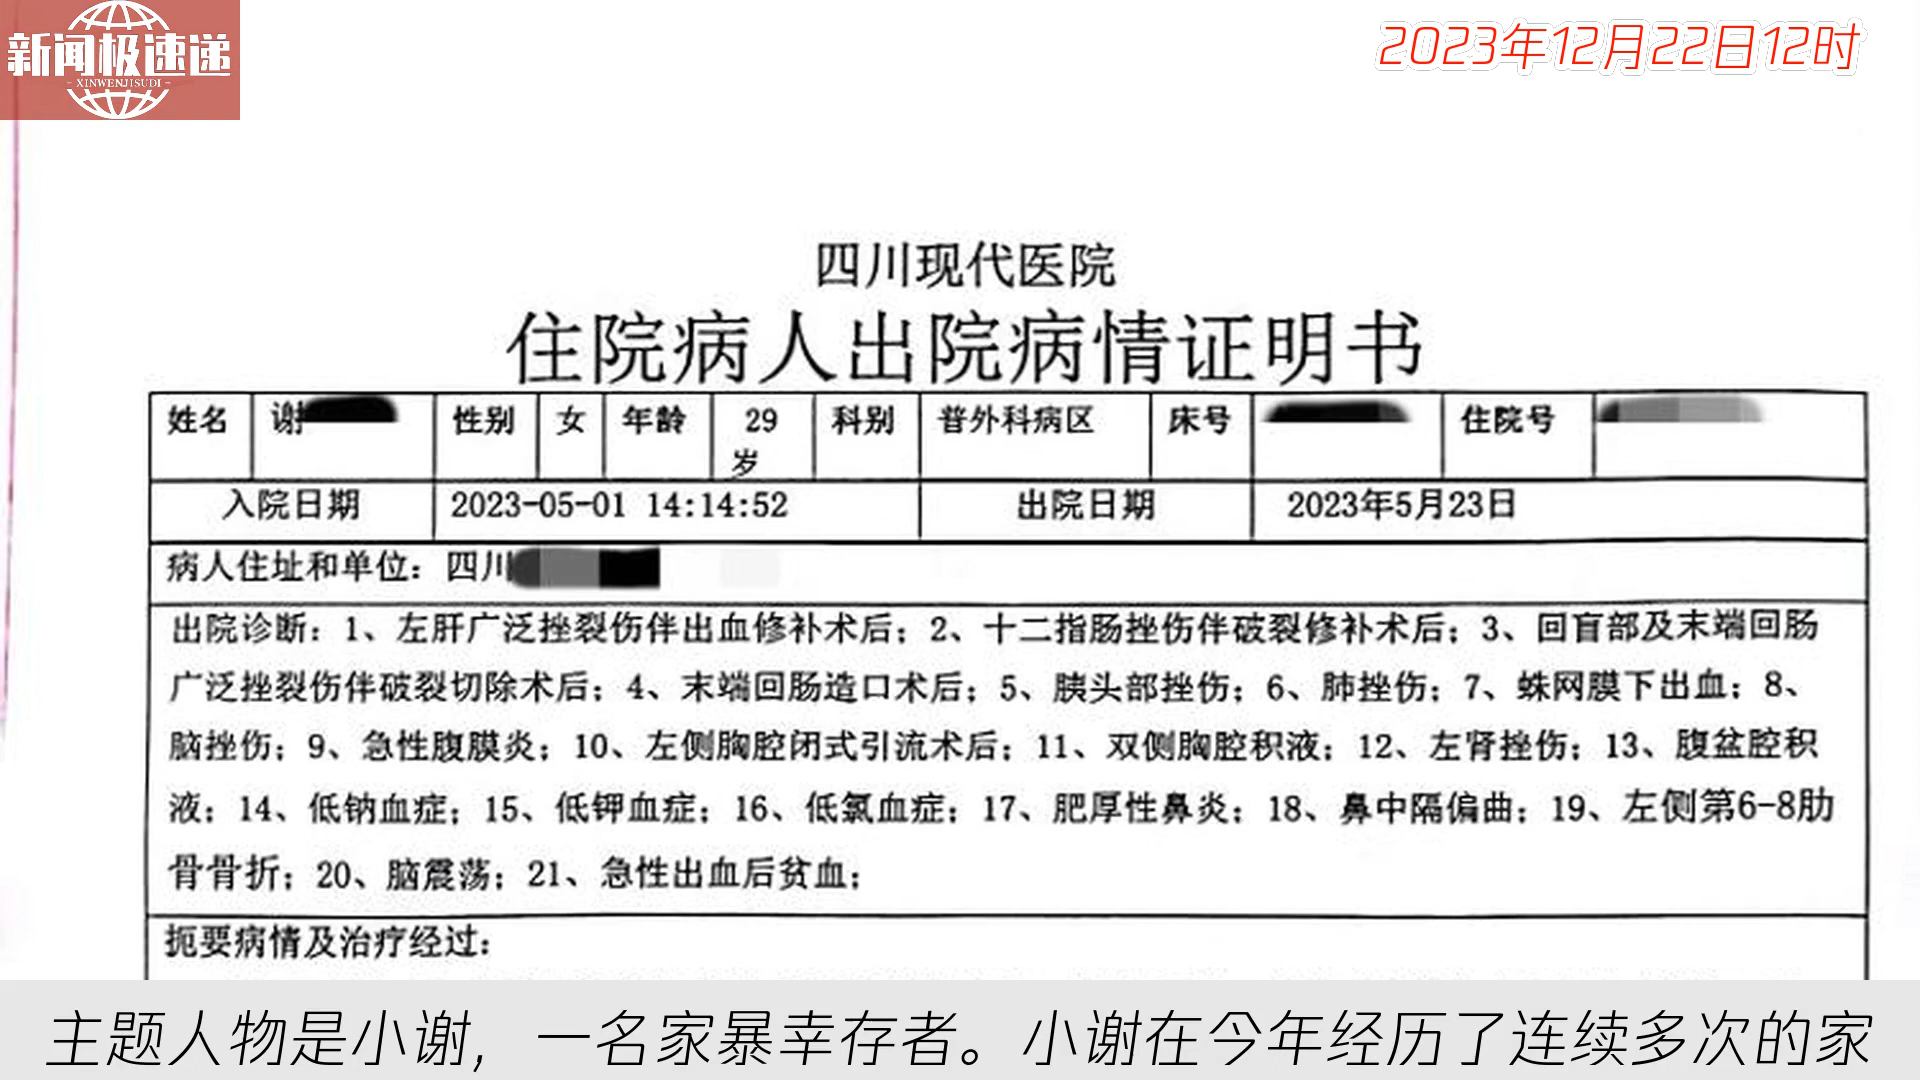 新闻极速递
XINWENJISUDI
2023年12月22日12时
四川现代医院
住院病人出院病情证明书
姓名 谢 性别 女 年龄 29岁 科别 普外科病区 床号 住院号
入院日期 2023-05-01 14:14:52 出院日期 2023年5月23日
病人住址和单位：四川
出院诊断：1、左肝广泛挫裂伤伴出血修补术后；2、十二指肠挫伤伴破裂修补术后；3、回盲部及末端回肠
广泛挫裂伤伴破裂切除术后；4、末端回肠造口术后；5、胰头部挫伤；6、肺挫伤；7、蛛网膜下出血；8、
脑挫伤；9、急性腹膜炎；10、左侧胸腔闭式引流术后；11、双侧胸腔积液；12、左肾挫伤；13、腹盆腔积
液；14、低钠血症；15、低钾血症；16、低氯血症；17、肥厚性鼻炎；18、鼻中隔偏曲；19、左侧第6-8肋
骨骨折；20、脑震荡；21、急性出血后贫血；
扼要病情及治疗经过：
主题人物是小谢，一名家暴幸存者。小谢在今年经历了连续多次的家